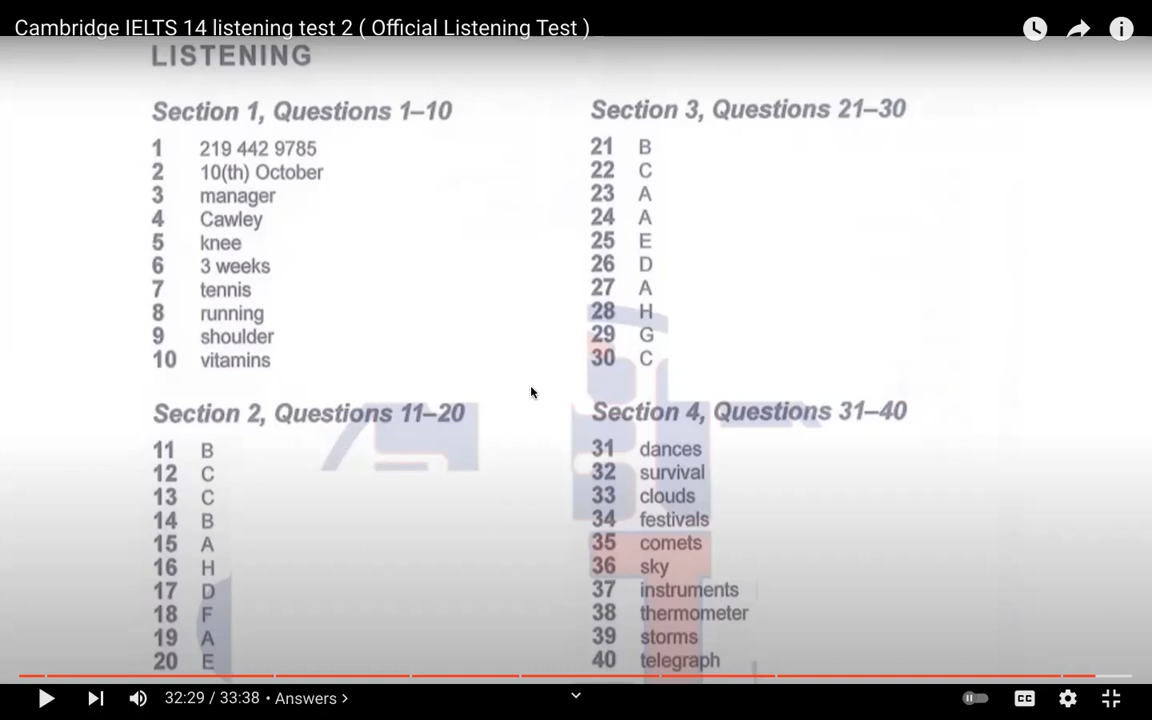 Cambridge IELTS 14 listening test 2 ( Official Listening Test )
LISTENING
Section 1, Questions 1–10
1 219 442 9785
2 10(th) October
3 manager
4 Cawley
5 knee
6 3 weeks
7 tennis
8 running
9 shoulder
10 vitamins
Section 2, Questions 11–20
11 B
12 C
13 C
14 B
15 A
16 H
17 D
18 F
19 A
20 E
Section 3, Questions 21–30
21 B
22 C
23 A
24 A
25 E
26 D
27 A
28 H
29 G
30 C
Section 4, Questions 31–40
31 dances
32 survival
33 clouds
34 festivals
35 comets
36 sky
37 instruments
38 thermometer
39 storms
40 telegraph
32:29 / 33:38 • Answers >
CC